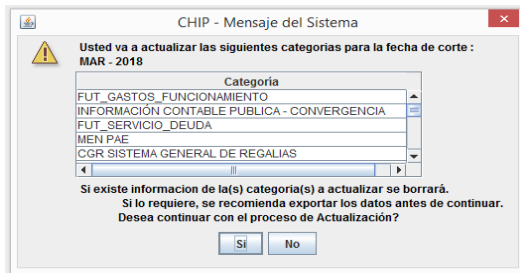 CHIP - Mensaje del Sistema
Usted va a actualizar las siguientes categorias para la fecha de corte :
MAR - 2018
Categoría
FUT_GASTOS_FUNCIONAMIENTO
INFORMACIÓN CONTABLE PUBLICA - CONVERGENCIA
FUT_SERVICIO_DEUDA
MEN PAE
CGR SISTEMA GENERAL DE REGALIAS
Si existe informacion de la(s) categoria(s) a actualizar se borrará.
Si lo requiere, se recomienda exportar los datos antes de continuar.
Desea continuar con el proceso de Actualización?
Si No